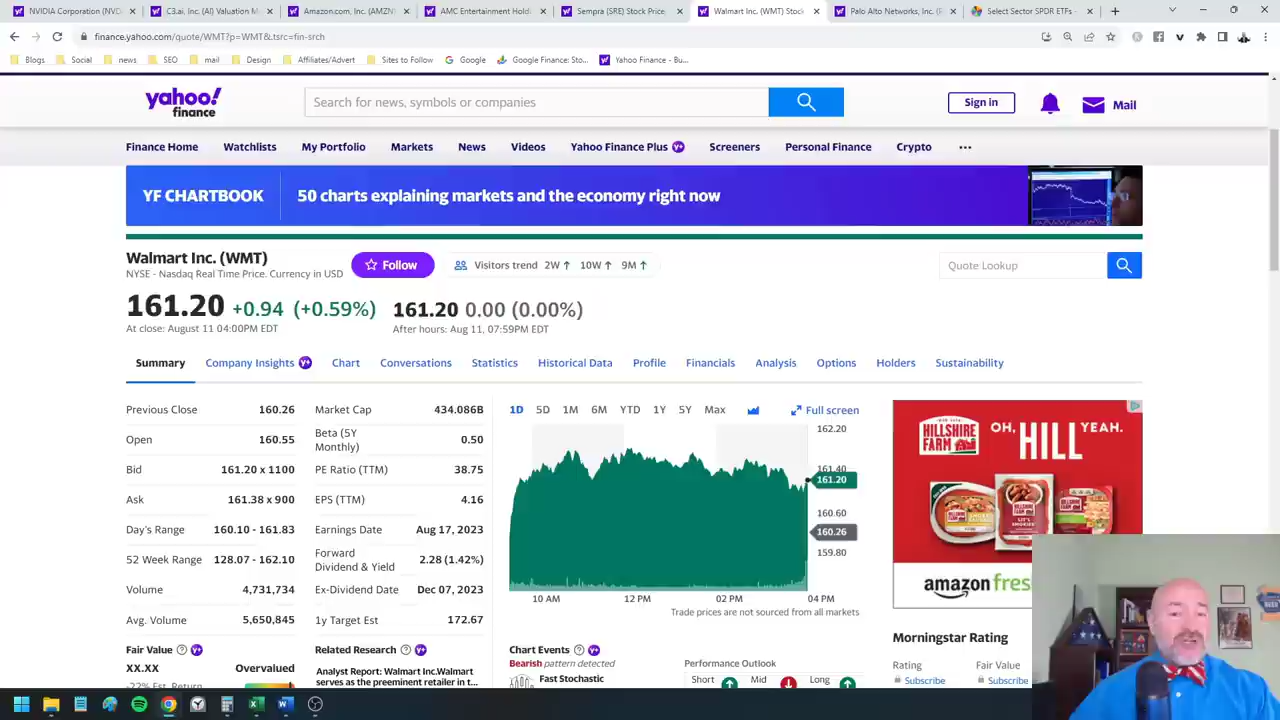 NVIDIA Corporation (NVDA)
C3.ai, Inc. (AI) Valuation M
Amazon.com, Inc. (AMZN)
AMC Entertainment Hold
Sempra (SRE) Stock Price,
Walmart Inc. (WMT) Stock
Palo Alto Networks, Inc. (P
Select Sector SPDR ETFs -
finance.yahoo.com/quote/WMT?p=WMT&.tsrc=fin-srch
Blogs
Social
news
SEO
mail
Design
Affiliates/Advert
Sites to Follow
Google
Google Finance: Sto...
Yahoo Finance - Bu...
yahoo!
finance
Search for news, symbols or companies
Sign in
Mail
Finance Home
Watchlists
My Portfolio
Markets
News
Videos
Yahoo Finance Plus
Screeners
Personal Finance
Crypto
...
YF CHARTBOOK
50 charts explaining markets and the economy right now
Walmart Inc. (WMT)
NYSE - Nasdaq Real Time Price. Currency in USD
Follow
Visitors trend 2W↑ 10W↑ 9M↑
Quote Lookup
161.20 +0.94 (+0.59%)
At close: August 11 04:00PM EDT
161.20 0.00 (0.00%)
After hours: Aug 11, 07:59PM EDT
Summary
Company Insights
Chart
Conversations
Statistics
Historical Data
Profile
Financials
Analysis
Options
Holders
Sustainability
Previous Close 160.26
Open 160.55
Bid 161.20 x 1100
Ask 161.38 x 900
Day's Range 160.10 - 161.83
52 Week Range 128.07 - 162.10
Volume 4,731,734
Avg. Volume 5,650,845
Fair Value
XX.XX Overvalued
-22% Est. Return
Market Cap 434.086B
Beta (5Y
Monthly) 0.50
PE Ratio (TTM) 38.75
EPS (TTM) 4.16
Earnings Date Aug 17, 2023
Forward
Dividend & Yield 2.28 (1.42%)
Ex-Dividend Date Dec 07, 2023
1y Target Est 172.67
Related Research
Analyst Report: Walmart Inc.Walmart
serves as the preeminent retailer in t...
1D 5D 1M 6M YTD 1Y 5Y Max
Full screen
162.20
161.40
161.20
160.60
160.26
159.80
10 AM 12 PM 02 PM 04 PM
Trade prices are not sourced from all markets
Chart Events
Bearish pattern detected
Fast Stochastic
Performance Outlook
Short
Mid
Long
HILLSHIRE
FARM
OH, HILL YEAH.
amazon fres
Morningstar Rating
Rating
Subscribe
Fair Value
Subscribe